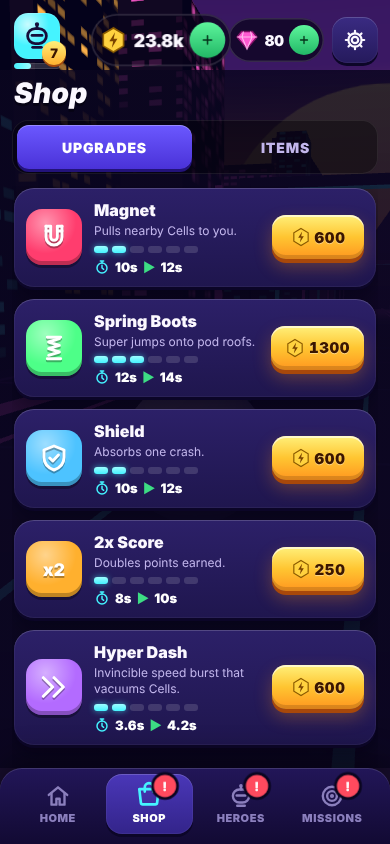 23.8k + 80 +
7
Shop
UPGRADES ITEMS
Magnet
Pulls nearby Cells to you.
600
10s 12s
Spring Boots
Super jumps onto pod roofs.
1300
12s 14s
Shield
Absorbs one crash.
600
10s 12s
x2
2x Score
Doubles points earned.
250
8s 10s
Hyper Dash
Invincible speed burst that
vacuums Cells.
600
3.6s 4.2s
! ! !
HOME SHOP HEROES MISSIONS